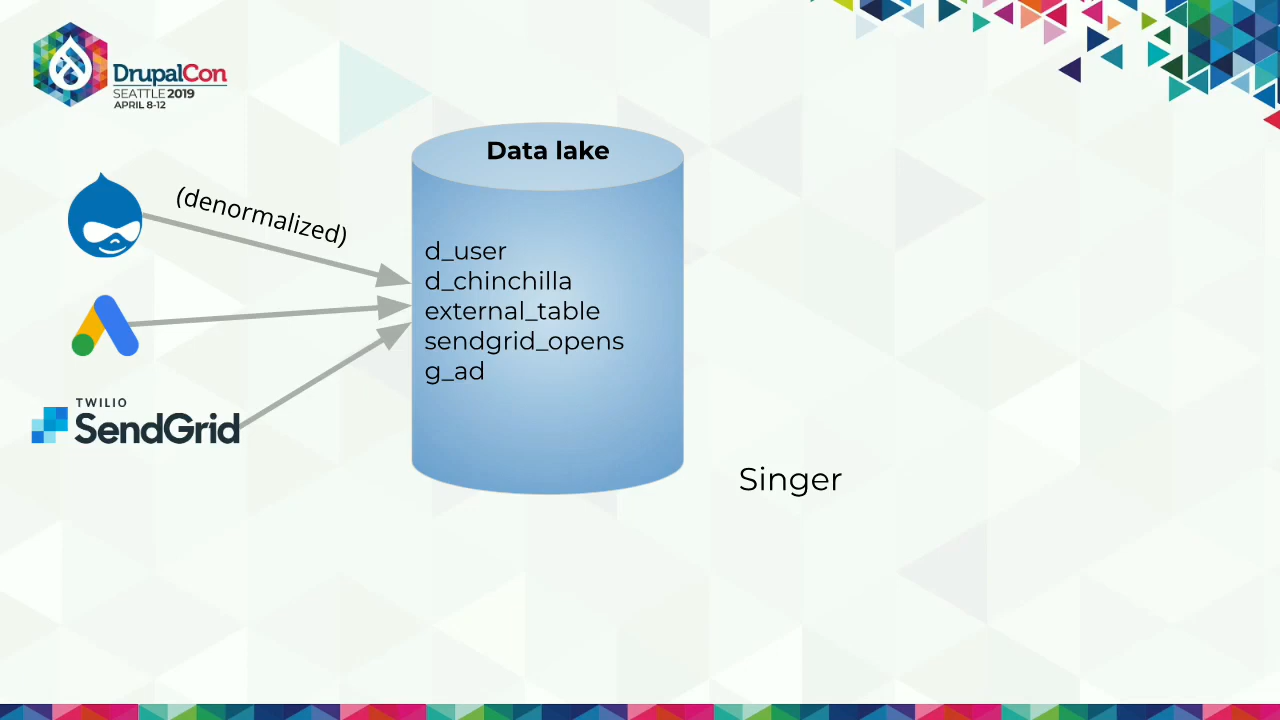 DrupalCon
SEATTLE 2019
APRIL 8-12
Data lake
(denormalized)
d_user
d_chinchilla
external_table
sendgrid_opens
g_ad
TWILIO
SendGrid
Singer